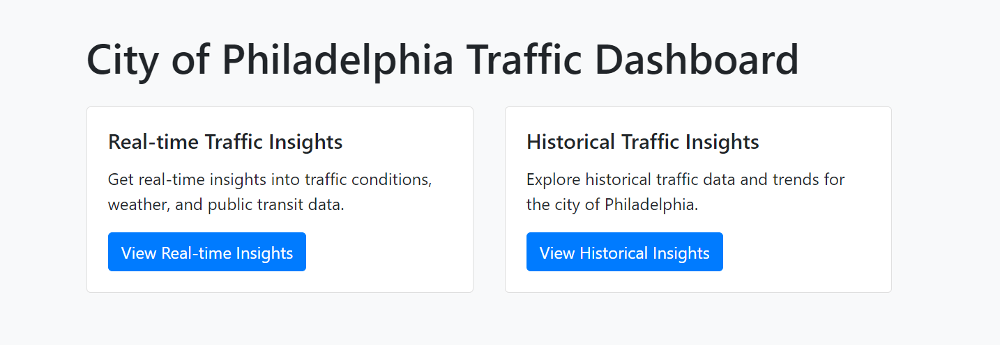 City of Philadelphia Traffic Dashboard
Real-time Traffic Insights
Get real-time insights into traffic conditions,
weather, and public transit data.
View Real-time Insights
Historical Traffic Insights
Explore historical traffic data and trends for
the city of Philadelphia.
View Historical Insights